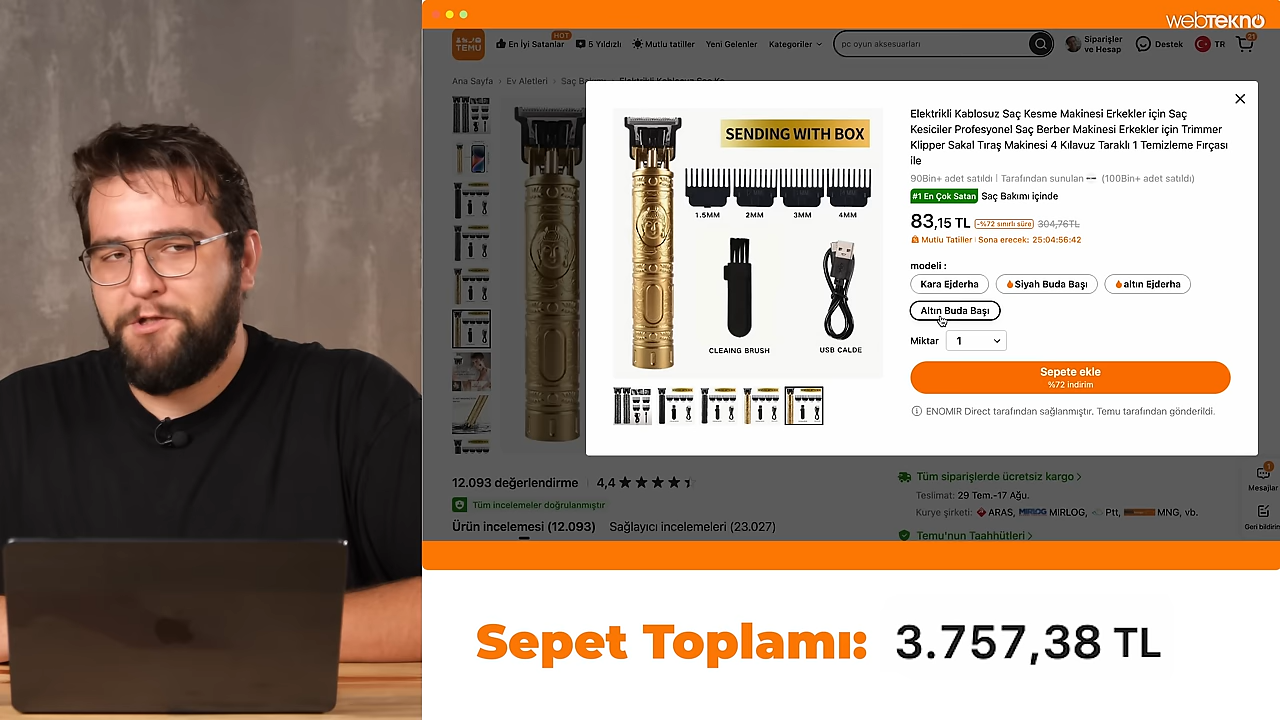 webtekno
TEMU
En İyi Satanlar
HOT
5 Yıldızlı
Mutlu tatiller
Yeni Gelenler
Kategoriler
pc oyun aksesuarları
Siparişler
ve Hesap
Destek
TR
21
Ana Sayfa › Ev Aletleri › Saç Bakımı › Elektrikli Kablosuz Saç Ke
SENDING WITH BOX
1.5MM
2MM
3MM
4MM
CLEAING BRUSH
USB CALDE
Elektrikli Kablosuz Saç Kesme Makinesi Erkekler için Saç
Kesiciler Profesyonel Saç Berber Makinesi Erkekler için Trimmer
Klipper Sakal Tıraş Makinesi 4 Kılavuz Taraklı 1 Temizleme Fırçası
ile
90Bin+ adet satıldı | Tarafından sunulan -- (100Bin+ adet satıldı)
#1 En Çok Satan Saç Bakımı içinde
83,15 TL -%72 sınırlı süre 304,76TL
Mutlu Tatiller | Sona erecek: 25:04:56:42
modeli :
Kara Ejderha
Siyah Buda Başı
altın Ejderha
Altın Buda Başı
Miktar 1
Sepete ekle
%72 indirim
ENOMIR Direct tarafından sağlanmıştır. Temu tarafından gönderildi.
12.093 değerlendirme | 4,4
Tüm incelemeler doğrulanmıştır
Ürün incelemesi (12.093) Sağlayıcı incelemeleri (23.027)
Tüm siparişlerde ücretsiz kargo
Teslimat: 29 Tem.-17 Ağu.
Kurye şirketi: ARAS, MIRLOG MIRLOG, Ptt, MNG, vb.
Temu'nun Taahhütleri
1
Mesajlar
Geri bildirim
Sepet Toplamı: 3.757,38 TL